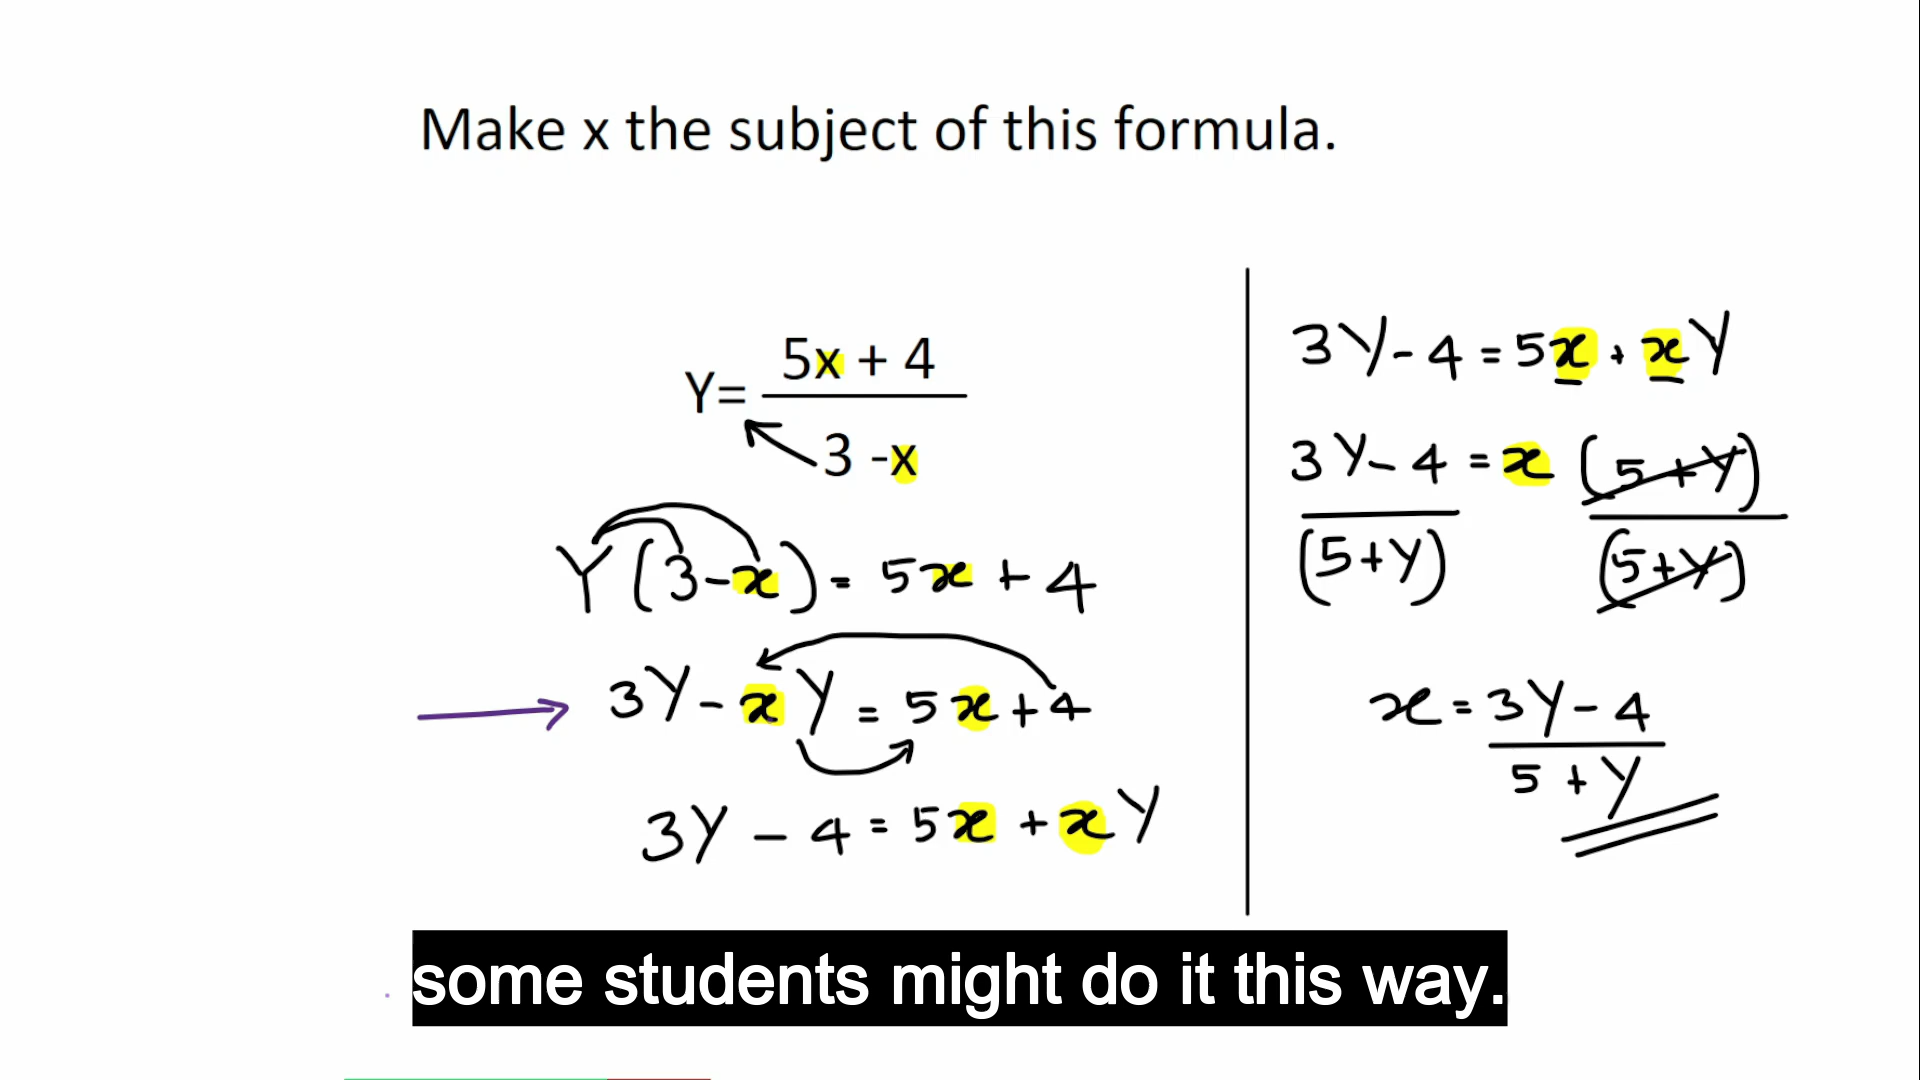 Make x the subject of this formula.
Y= 5x + 4
3 -x
Y (3-x) = 5x + 4
3Y - xY = 5x + 4
3Y - 4 = 5x + xY
3Y - 4 = 5x + xY
3Y - 4 = x (5 + Y)
(5+Y) (5+Y)
x = 3Y - 4
5 + Y
some students might do it this way.